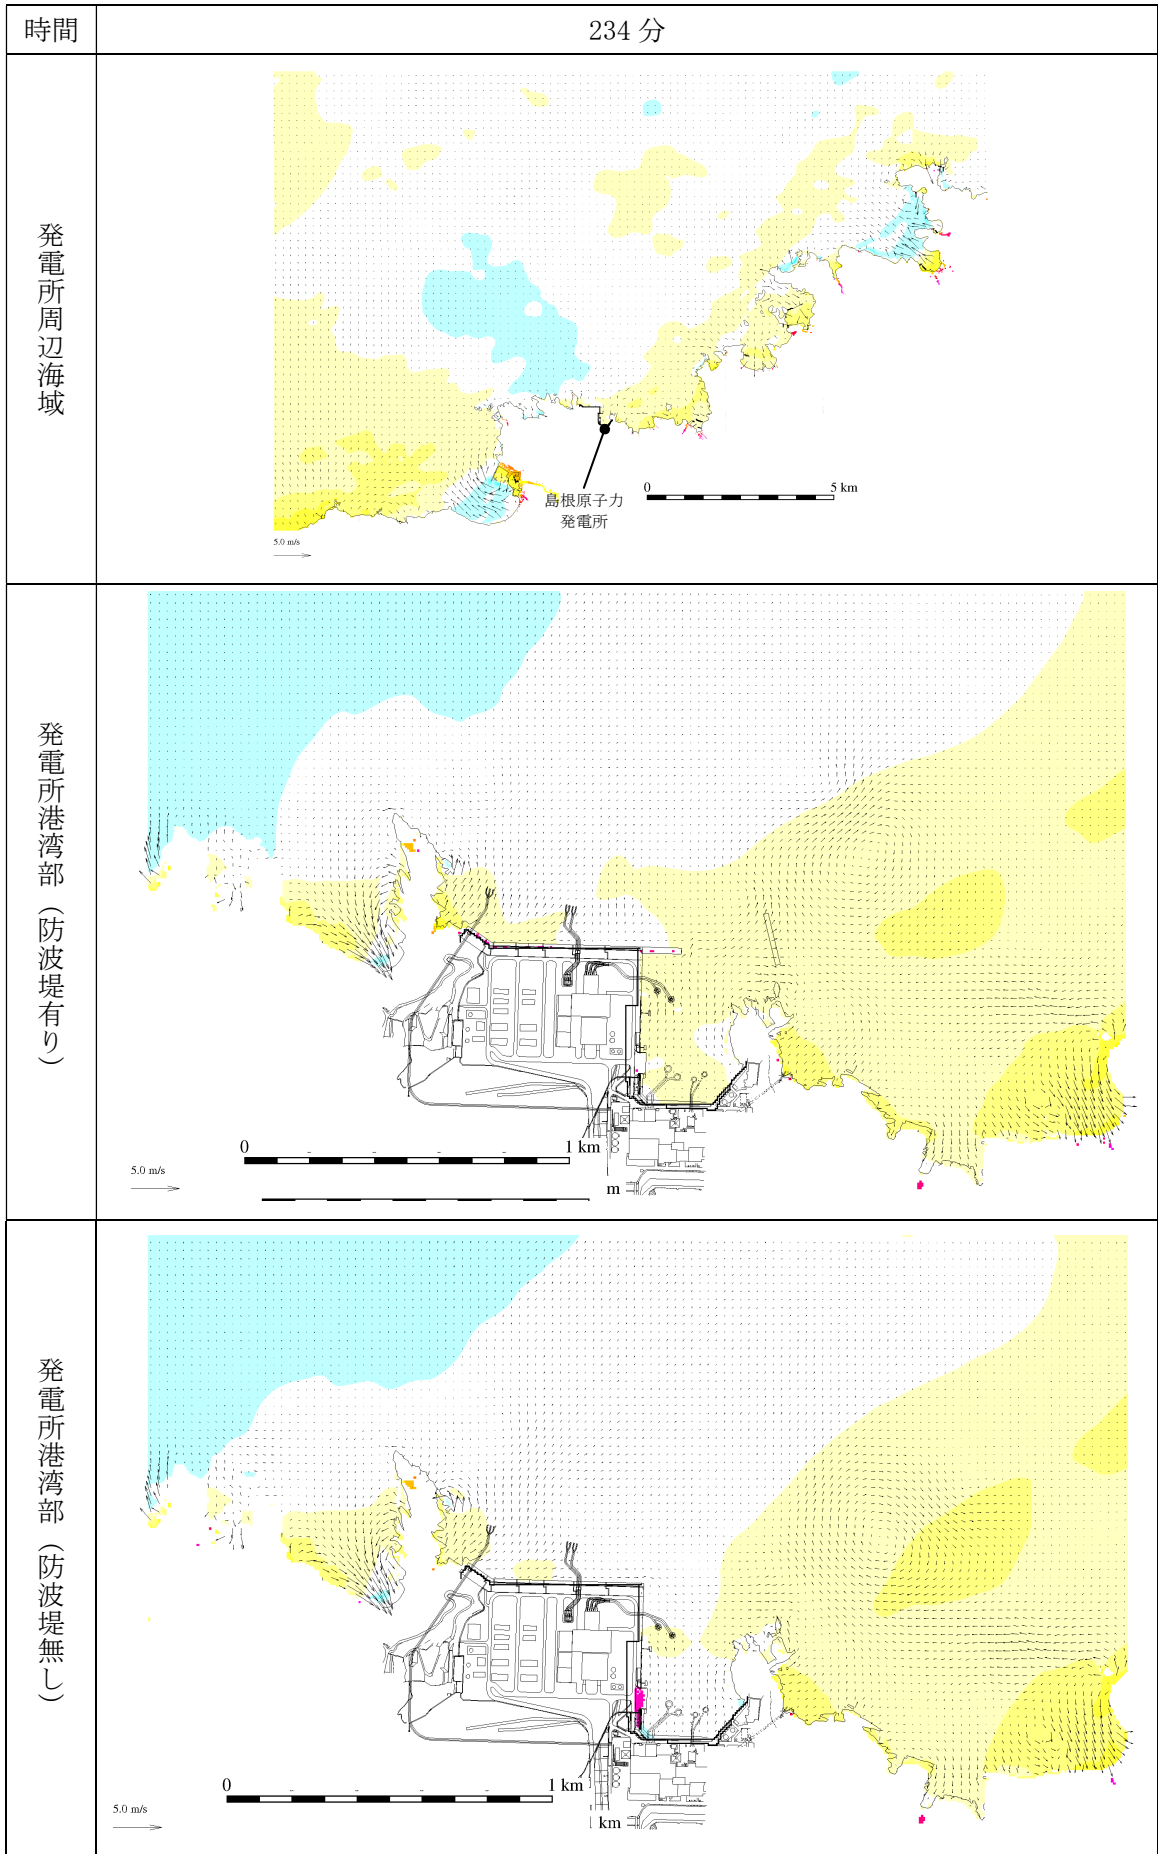 時間
234 分
発電所周辺海域
島根原子力
発電所
0
5 km
5.0 m/s
発電所港湾部（防波堤有り）
0
1 km
5.0 m/s
m
発電所港湾部（防波堤無し）
0
1 km
5.0 m/s
km